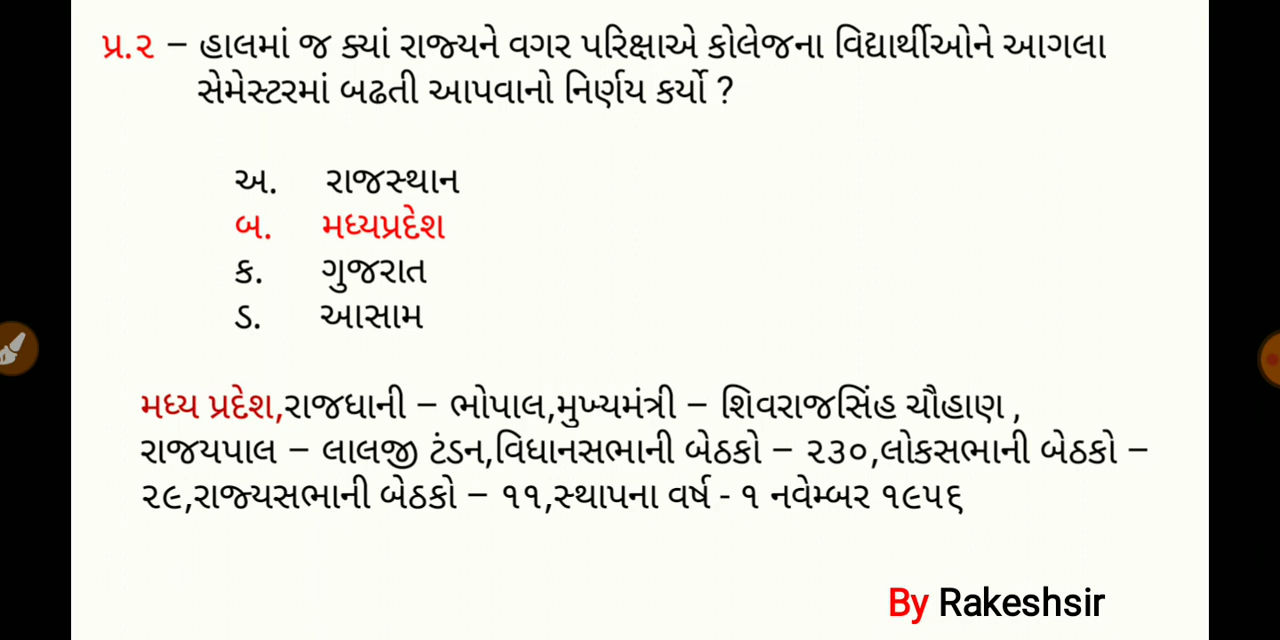 પ્ર.૨ – હાલમાં જ ક્યાં રાજ્યને વગર પરિક્ષાએ કોલેજના વિદ્યાર્થીઓને આગલા
સેમેસ્ટરમાં બઢતી આપવાનો નિર્ણય કર્યો ?
અ. રાજસ્થાન
બ. મધ્યપ્રદેશ
ક. ગુજરાત
ડ. આસામ
મધ્ય પ્રદેશ,રાજધાની – ભોપાલ,મુખ્યમંત્રી – શિવરાજસિંહ ચૌહાણ ,
રાજયપાલ – લાલજી ટંડન,વિધાનસભાની બેઠકો – ૨૩૦,લોકસભાની બેઠકો –
૨૯,રાજ્યસભાની બેઠકો – ૧૧,સ્થાપના વર્ષ - ૧ નવેમ્બર ૧૯૫૬
By Rakeshsir